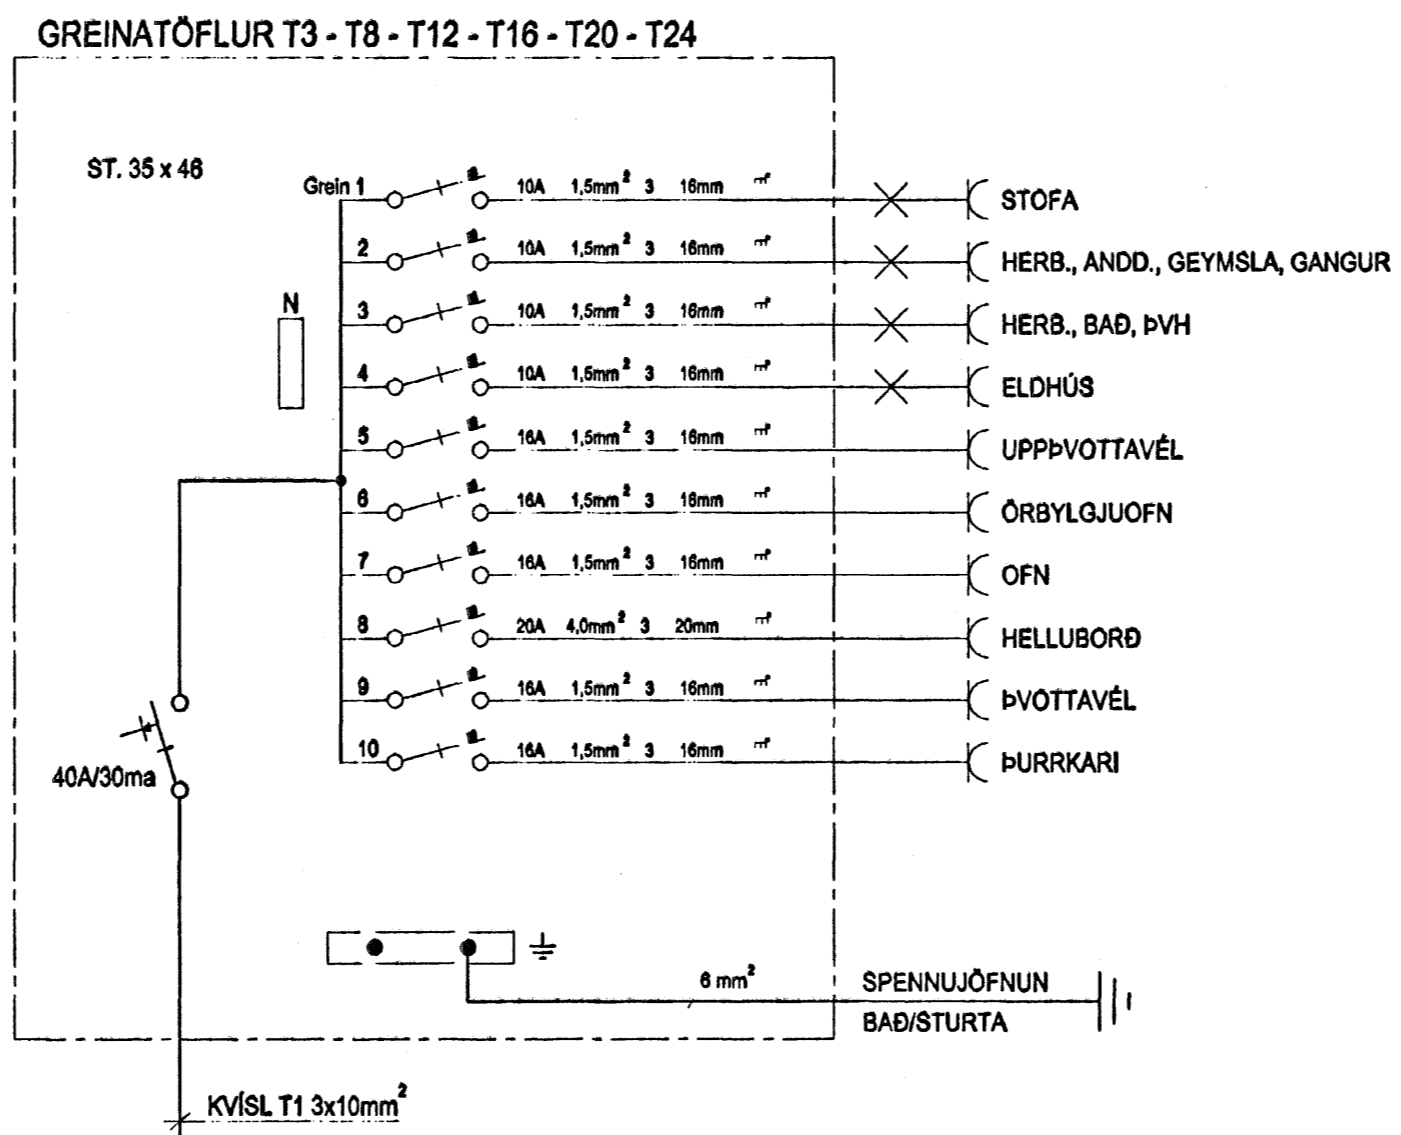 GREINATÖFLUR T3 - T8 - T12 - T16 - T20 - T24
ST. 35 x 46
Grein 1 10A 1,5mm² 3 16mm STOFA
2 10A 1,5mm² 3 16mm HERB., ANDD., GEYMSLA, GANGUR
N
3 10A 1,5mm² 3 16mm HERB., BAÐ, ÞVH
4 10A 1,5mm² 3 16mm ELDHÚS
5 16A 1,5mm² 3 16mm UPPÞVOTTAVÉL
6 16A 1,5mm² 3 16mm ÖRBYLGJUOFN
7 16A 1,5mm² 3 16mm OFN
8 20A 4,0mm² 3 20mm HELLUBORÐ
9 16A 1,5mm² 3 16mm ÞVOTTAVÉL
10 16A 1,5mm² 3 16mm ÞURRKARI
40A/30ma
6 mm² SPENNUJÖFNUN
BAÐ/STURTA
KVÍSL T1 3x10mm²